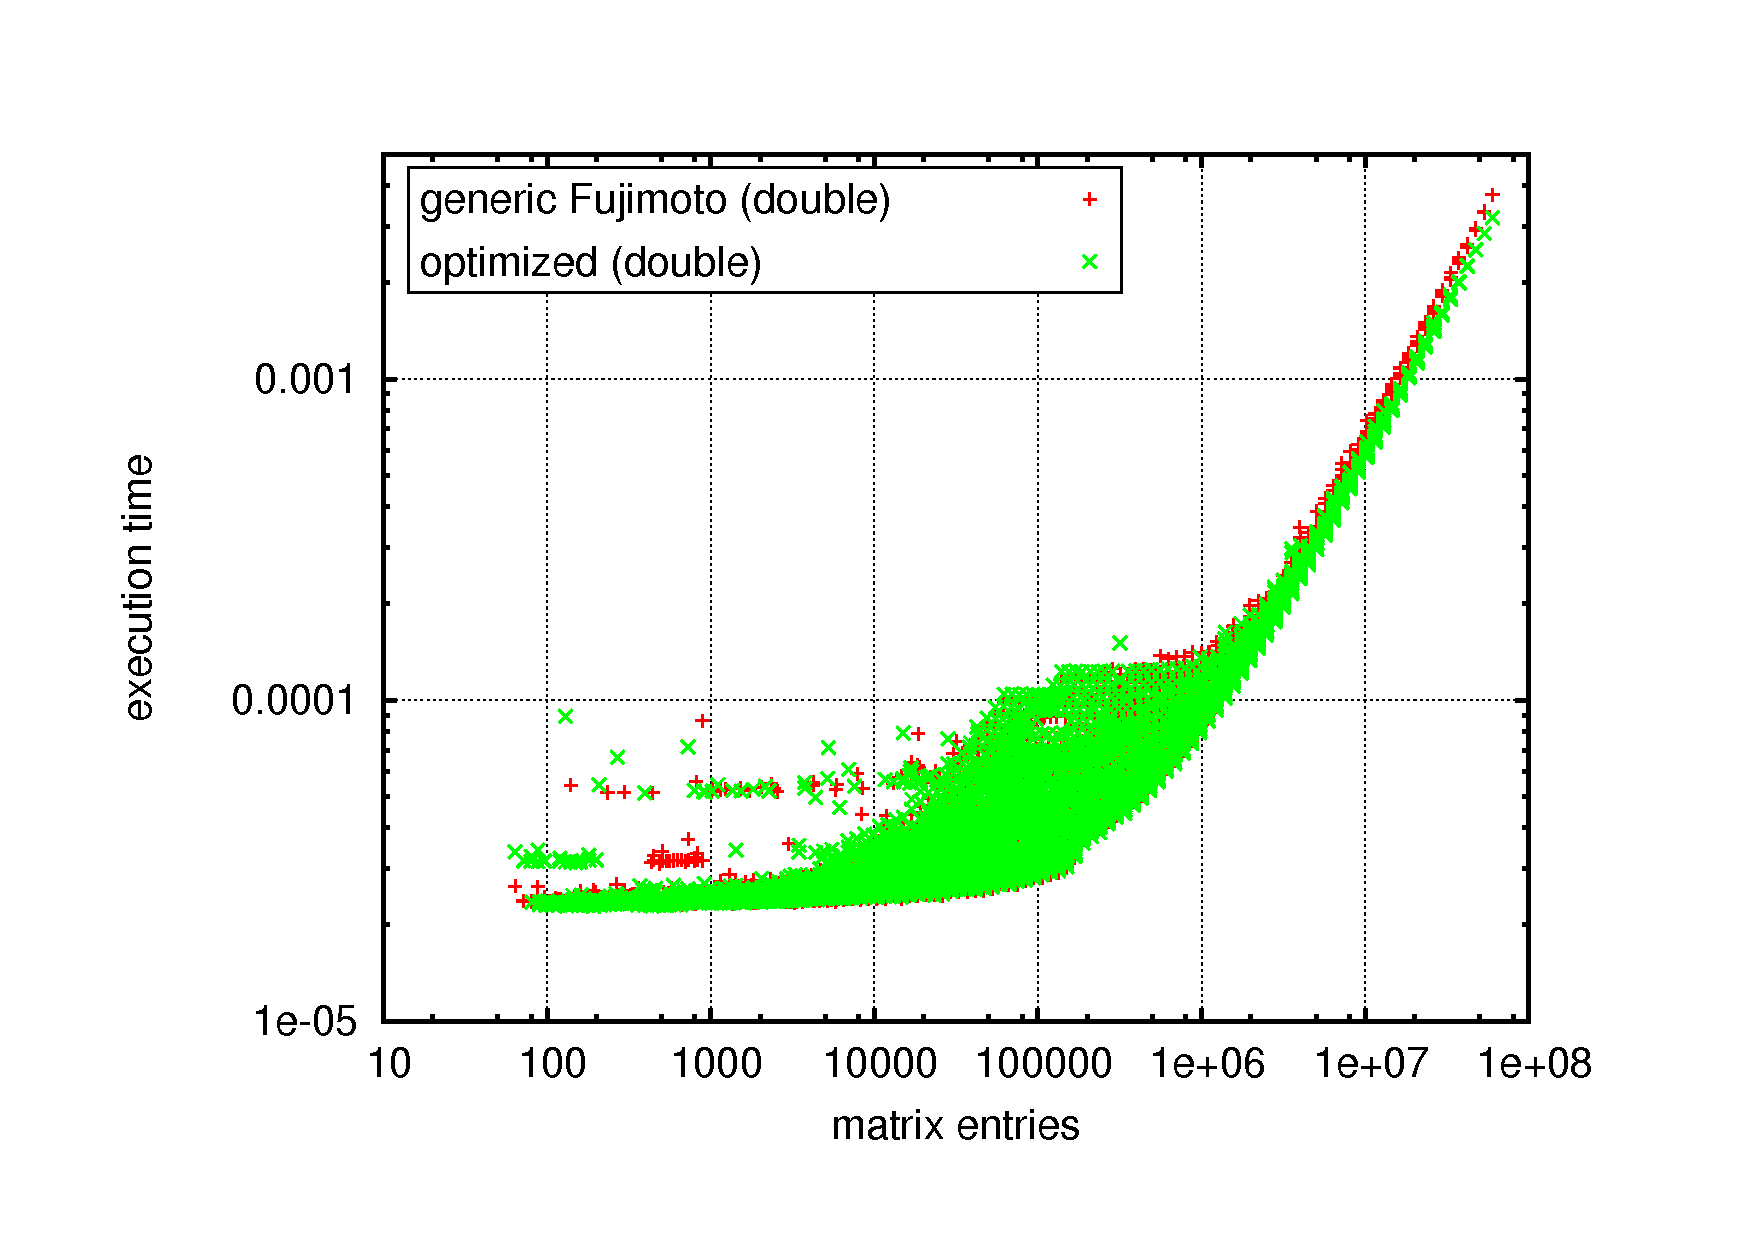 generic Fujimoto (double)
optimized (double)
0.001
0.0001
1e-05
execution time
10 100 1000 10000 100000 1e+06 1e+07 1e+08
matrix entries